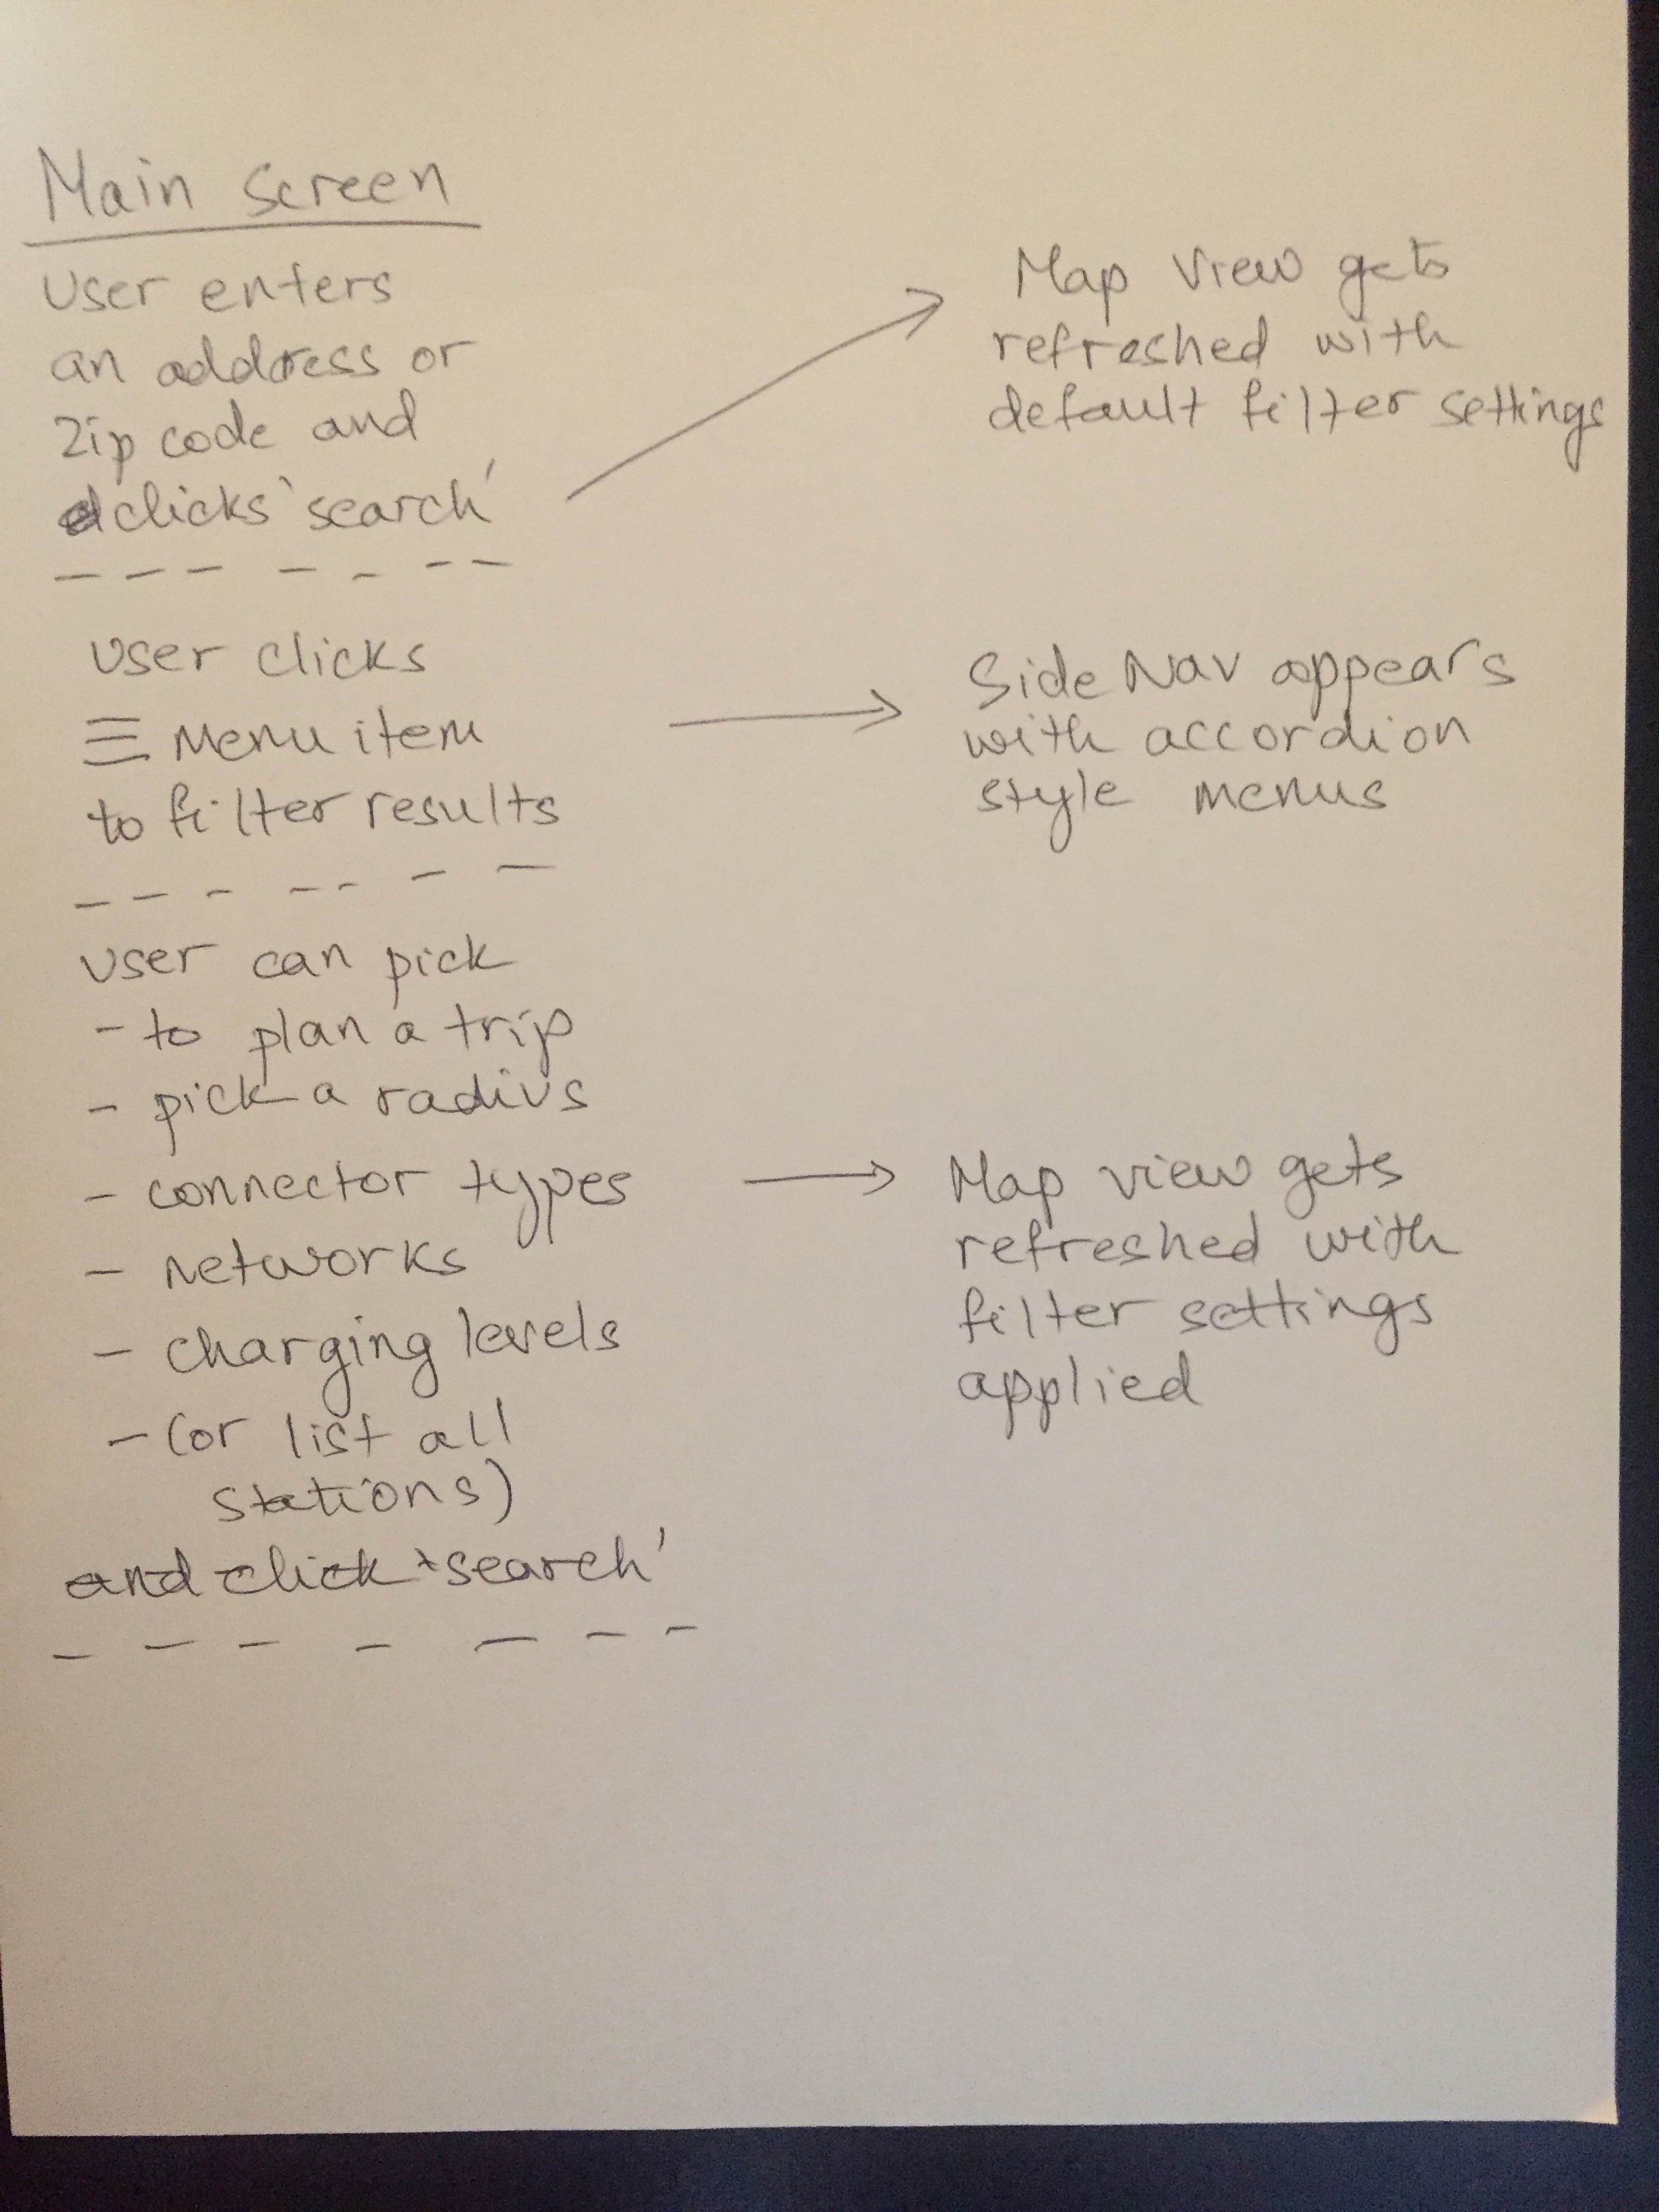 Main Screen
User enters
an address or
zip code and
clicks 'search'
Map View gets
refreshed with
default filter settings
user clicks
☰ Menu item
to filter results
Side Nav appears
with accordion
style menus
user can pick
- to plan a trip
- pick a radius
- connector types
- networks
- charging levels
- (or list all
stations)
and click 'search'
Map view gets
refreshed with
filter settings
applied